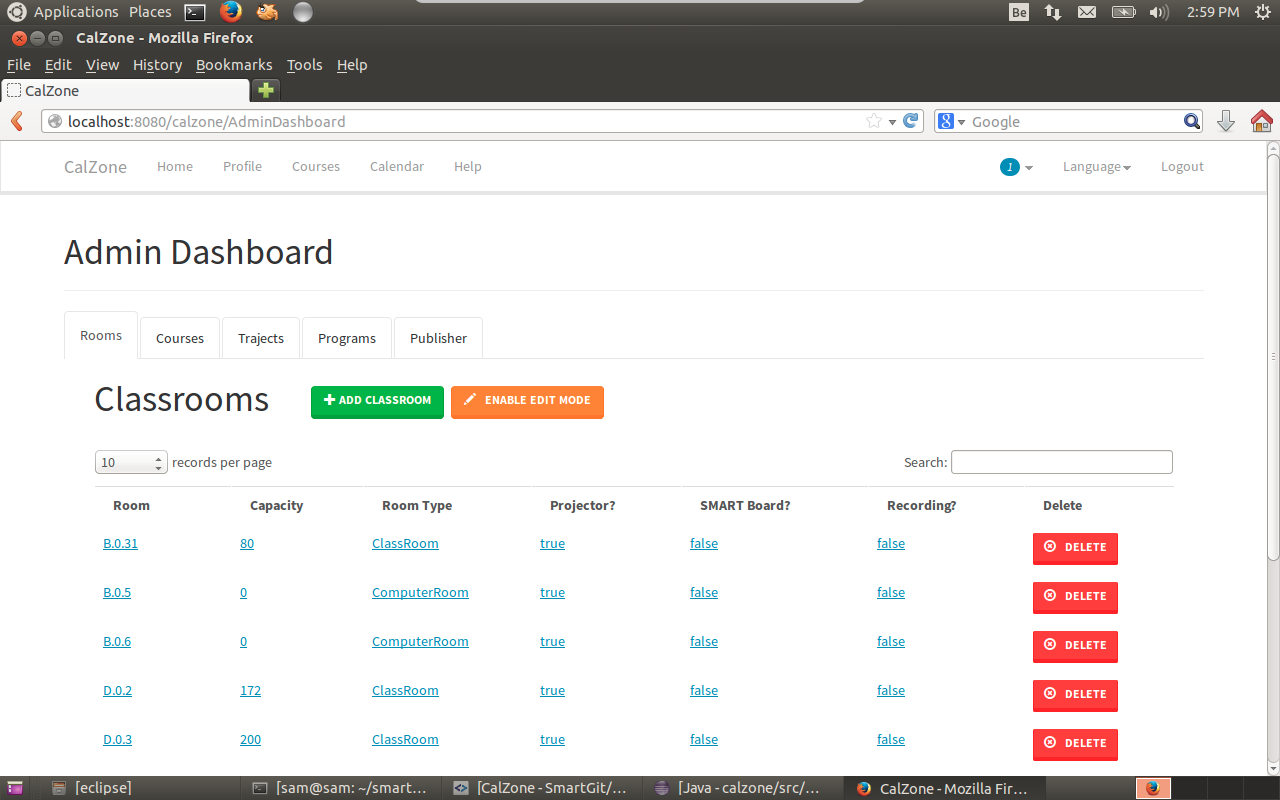 Applications Places Be 2:59 PM
CalZone - Mozilla Firefox
File Edit View History Bookmarks Tools Help
CalZone
localhost:8080/calzone/AdminDashboard Google
CalZone Home Profile Courses Calendar Help 1 Language Logout
Admin Dashboard
Rooms Courses Trajects Programs Publisher
Classrooms ADD CLASSROOM ENABLE EDIT MODE
10 records per page Search:
Room Capacity Room Type Projector? SMART Board? Recording? Delete
B.0.31 80 ClassRoom true false false DELETE
B.0.5 0 ComputerRoom true false false DELETE
B.0.6 0 ComputerRoom true false false DELETE
D.0.2 172 ClassRoom true false false DELETE
D.0.3 200 ClassRoom true false false DELETE
[eclipse] [sam@sam: ~/smart... [CalZone - SmartGit/... [Java - calzone/src/... CalZone - Mozilla Fir...